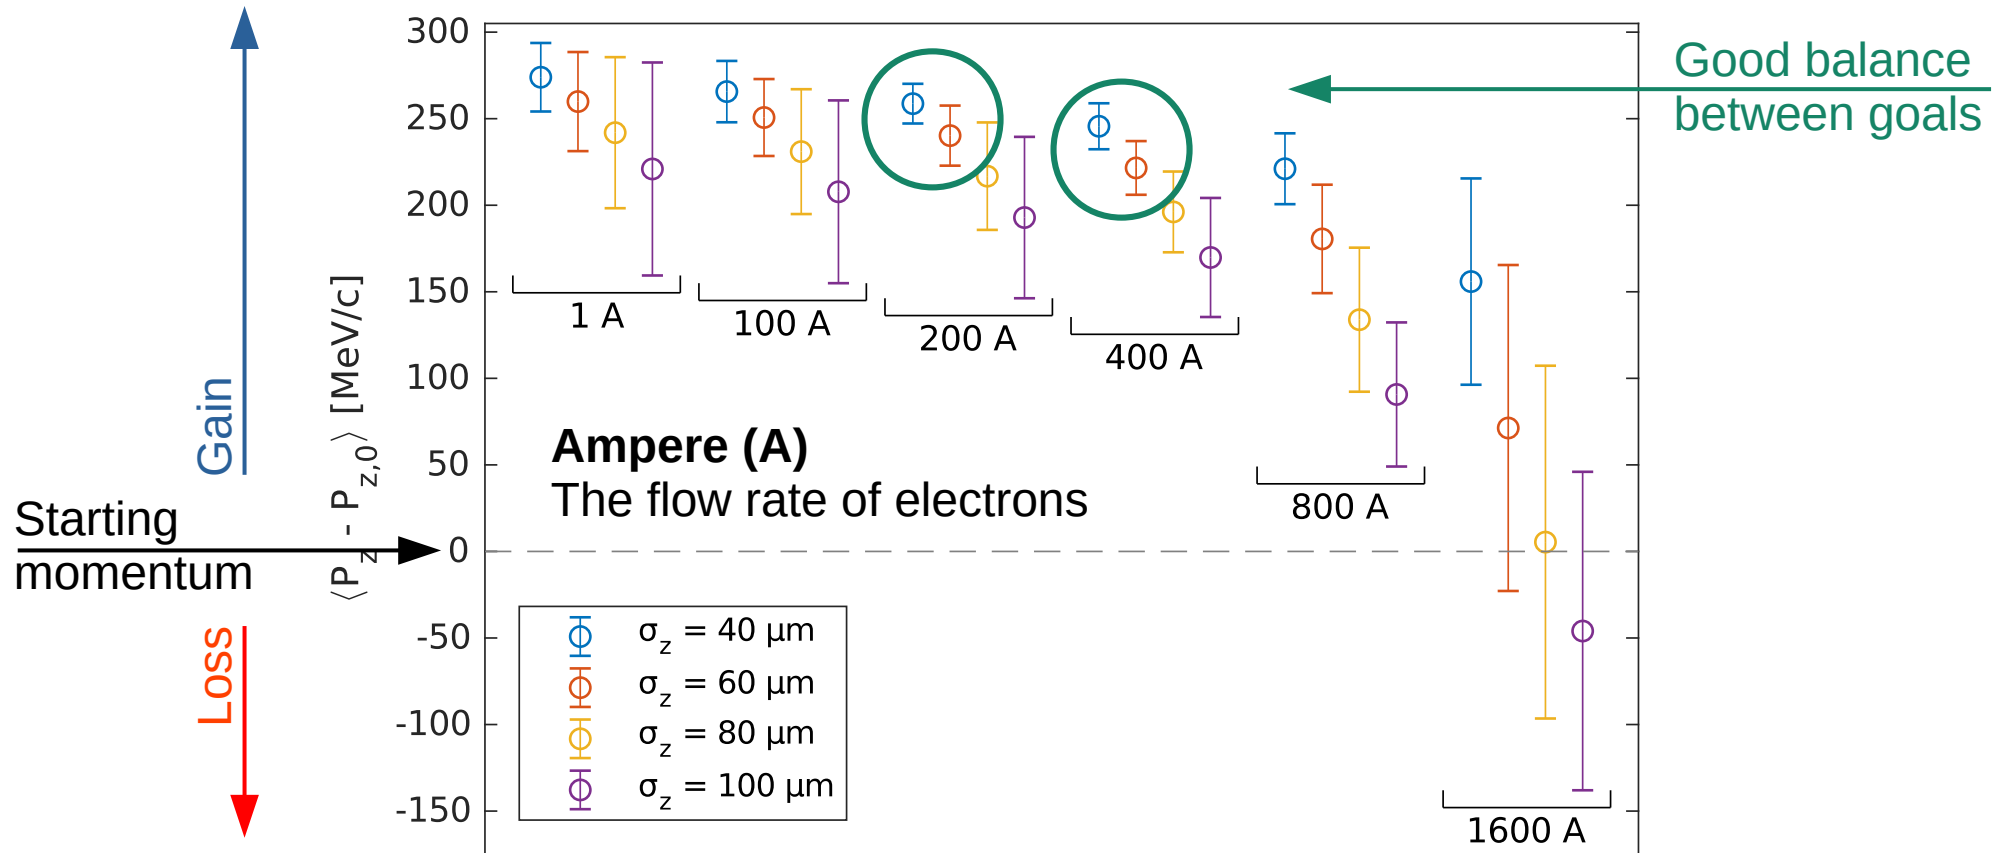 Good balance
between goals
Gain
Starting
momentum
Loss
⟨P_z - P_z,0⟩ [MeV/c]
300
250
200
150
100
50
0
-50
-100
-150
1 A
100 A
200 A
400 A
800 A
1600 A
Ampere (A)
The flow rate of electrons
σ_z = 40 μm
σ_z = 60 μm
σ_z = 80 μm
σ_z = 100 μm